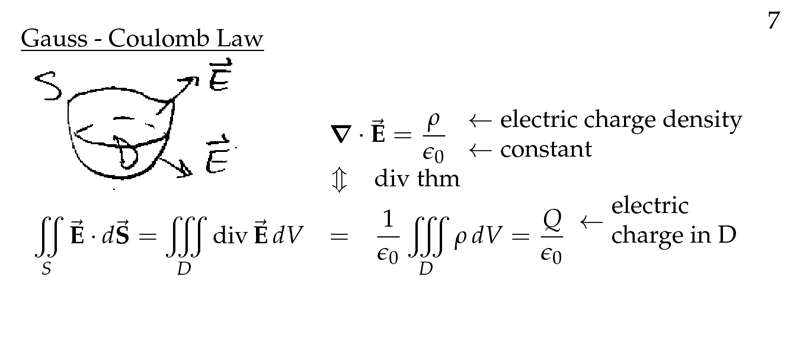 7
Gauss - Coulomb Law
S
E⃗
D
E⃗
∇ · E⃗ = ρ/ϵ₀ ← electric charge density
← constant
⇕ div thm
∬_S E⃗ · dS⃗ = ∭_D div E⃗ dV = 1/ϵ₀ ∭_D ρ dV = Q/ϵ₀ ← electric
charge in D